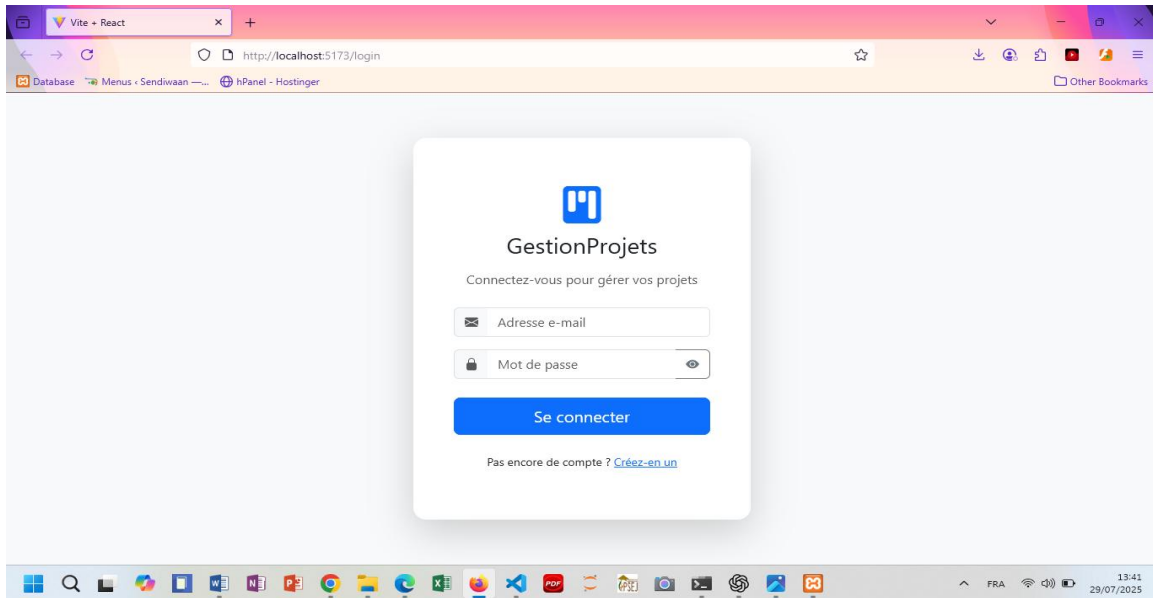 Vite + React
http://localhost:5173/login
Database Menus ‹ Sendiwaan —... hPanel - Hostinger Other Bookmarks
GestionProjets
Connectez-vous pour gérer vos projets
Adresse e-mail
Mot de passe
Se connecter
Pas encore de compte ? Créez-en un
FRA 13:41
29/07/2025